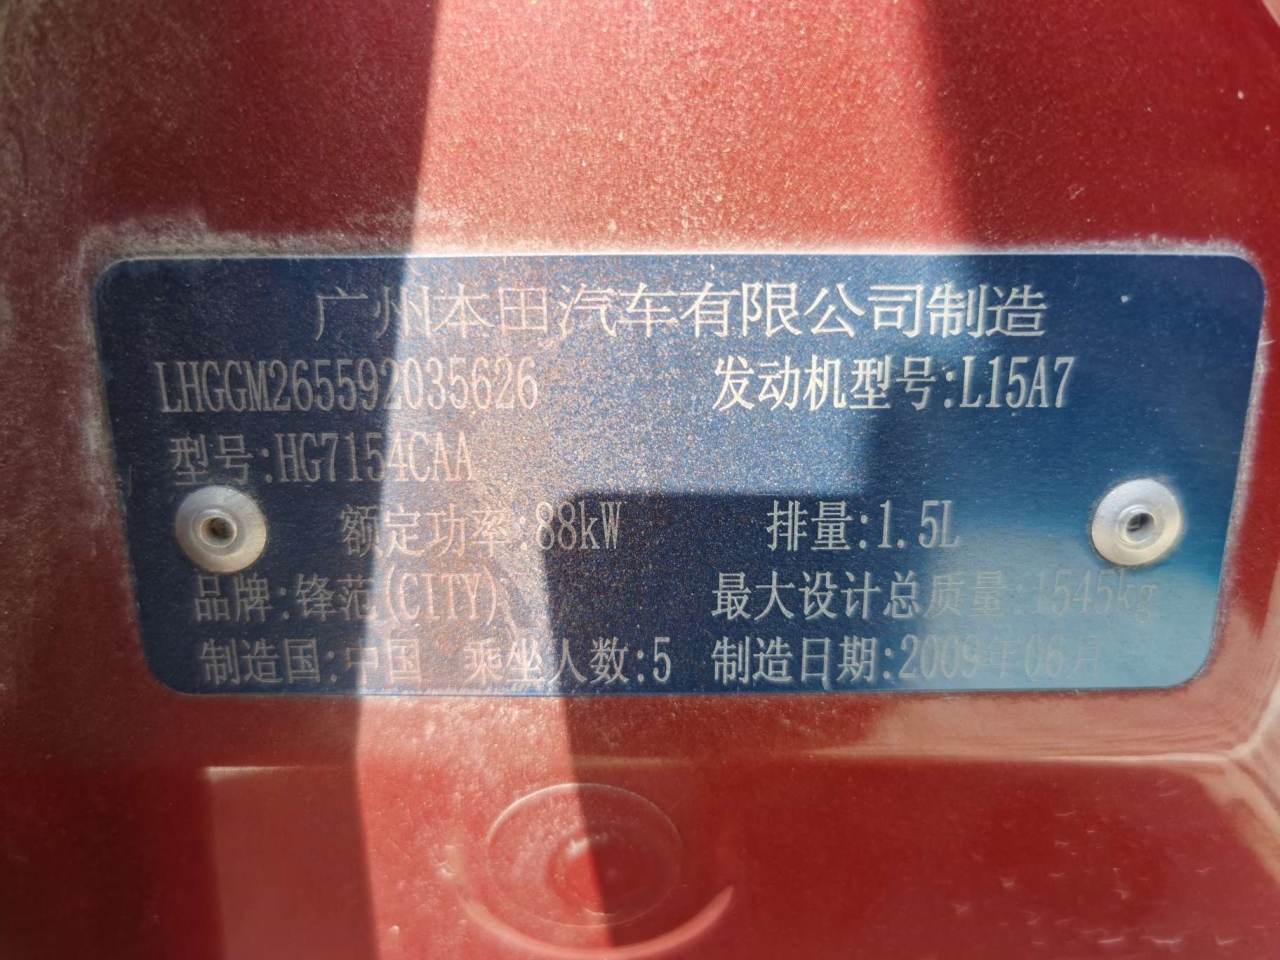 广州本田汽车有限公司制造
LHGGM265592035626 发动机型号:L15A7
型号:HG7154CAA
额定功率:88kW 排量:1.5L
品牌:锋范(CITY) 最大设计总质量:1545kg
制造国:中国 乘坐人数:5 制造日期:2009年06月